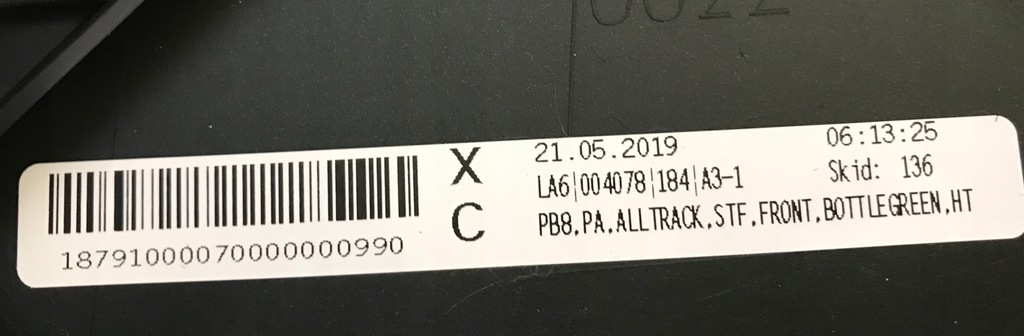 0022
X
C
21.05.2019 06:13:25
LA6|004078|184|A3-1 Skid: 136
PB8.PA.ALLTRACK.STF.FRONT.BOTTLEGREEN.HT
18791000070000000990